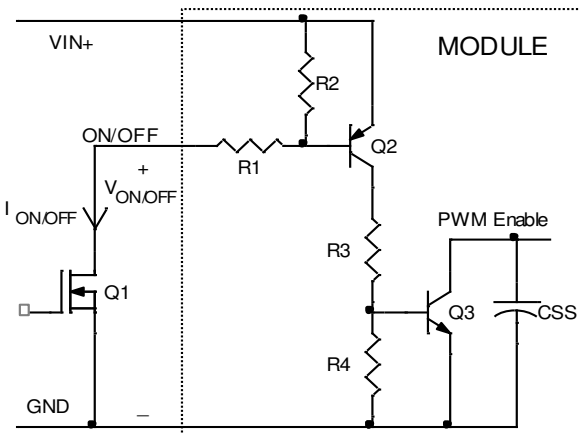 VIN+
MODULE
R2
ON/OFF
Q2
R1
+
V ON/OFF
I ON/OFF
PWM Enable
R3
Q1
Q3
CSS
R4
GND
_